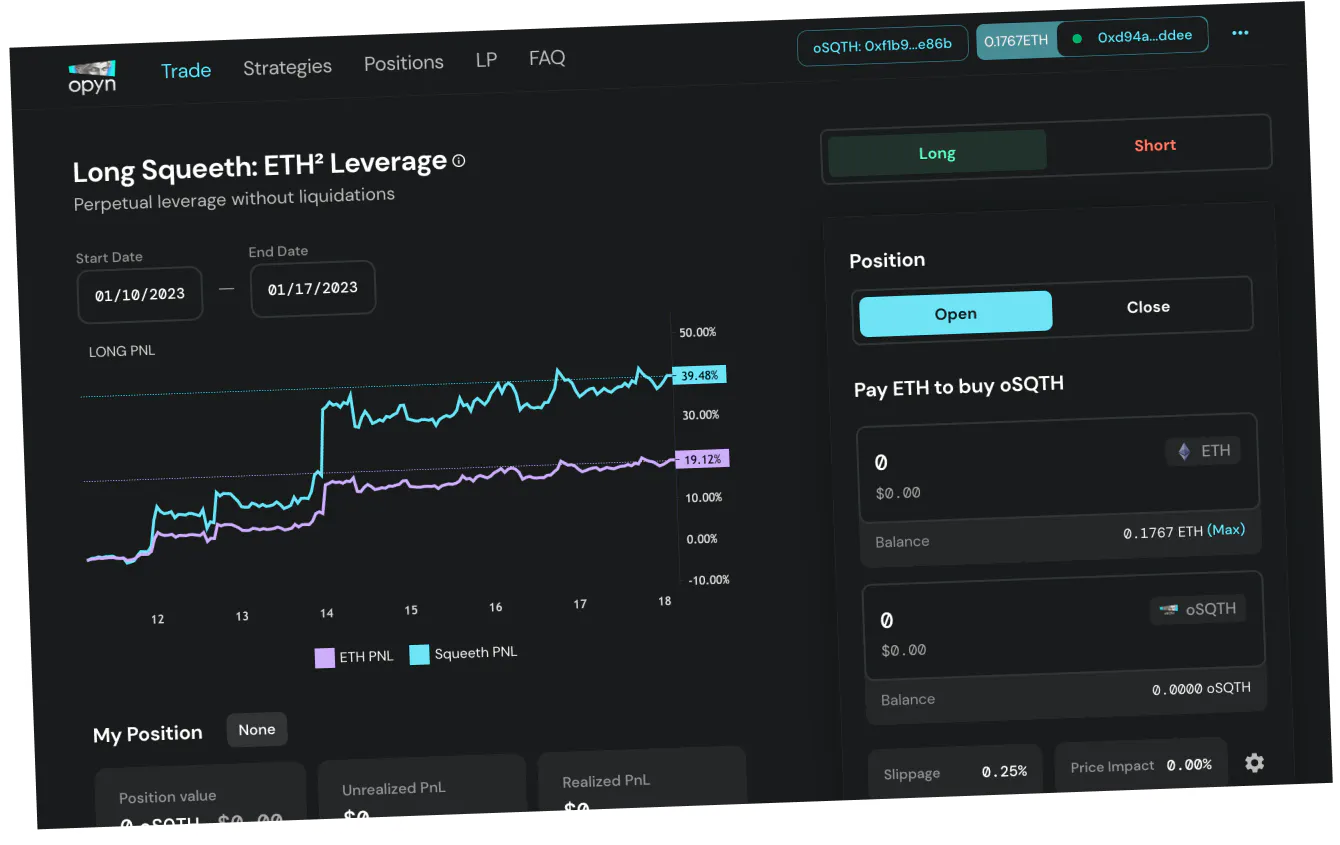 opyn
Trade
Strategies
Positions
LP
FAQ
oSQTH: 0xf1b9...e86b
0.1767ETH
0xd94a...ddee
Long Squeeth: ETH² Leverage
Perpetual leverage without liquidations
Start Date
End Date
01/10/2023
—
01/17/2023
LONG PNL
50.00%
39.48%
30.00%
19.12%
10.00%
0.00%
-10.00%
12
13
14
15
16
17
18
ETH PNL
Squeeth PNL
My Position
None
Position value
0 oSQTH $0.00
Unrealized PnL
$0
Realized PnL
$0
Long
Short
Position
Open
Close
Pay ETH to buy oSQTH
0
ETH
$0.00
Balance
0.1767 ETH (Max)
0
oSQTH
$0.00
Balance
0.0000 oSQTH
Slippage
0.25%
Price Impact
0.00%